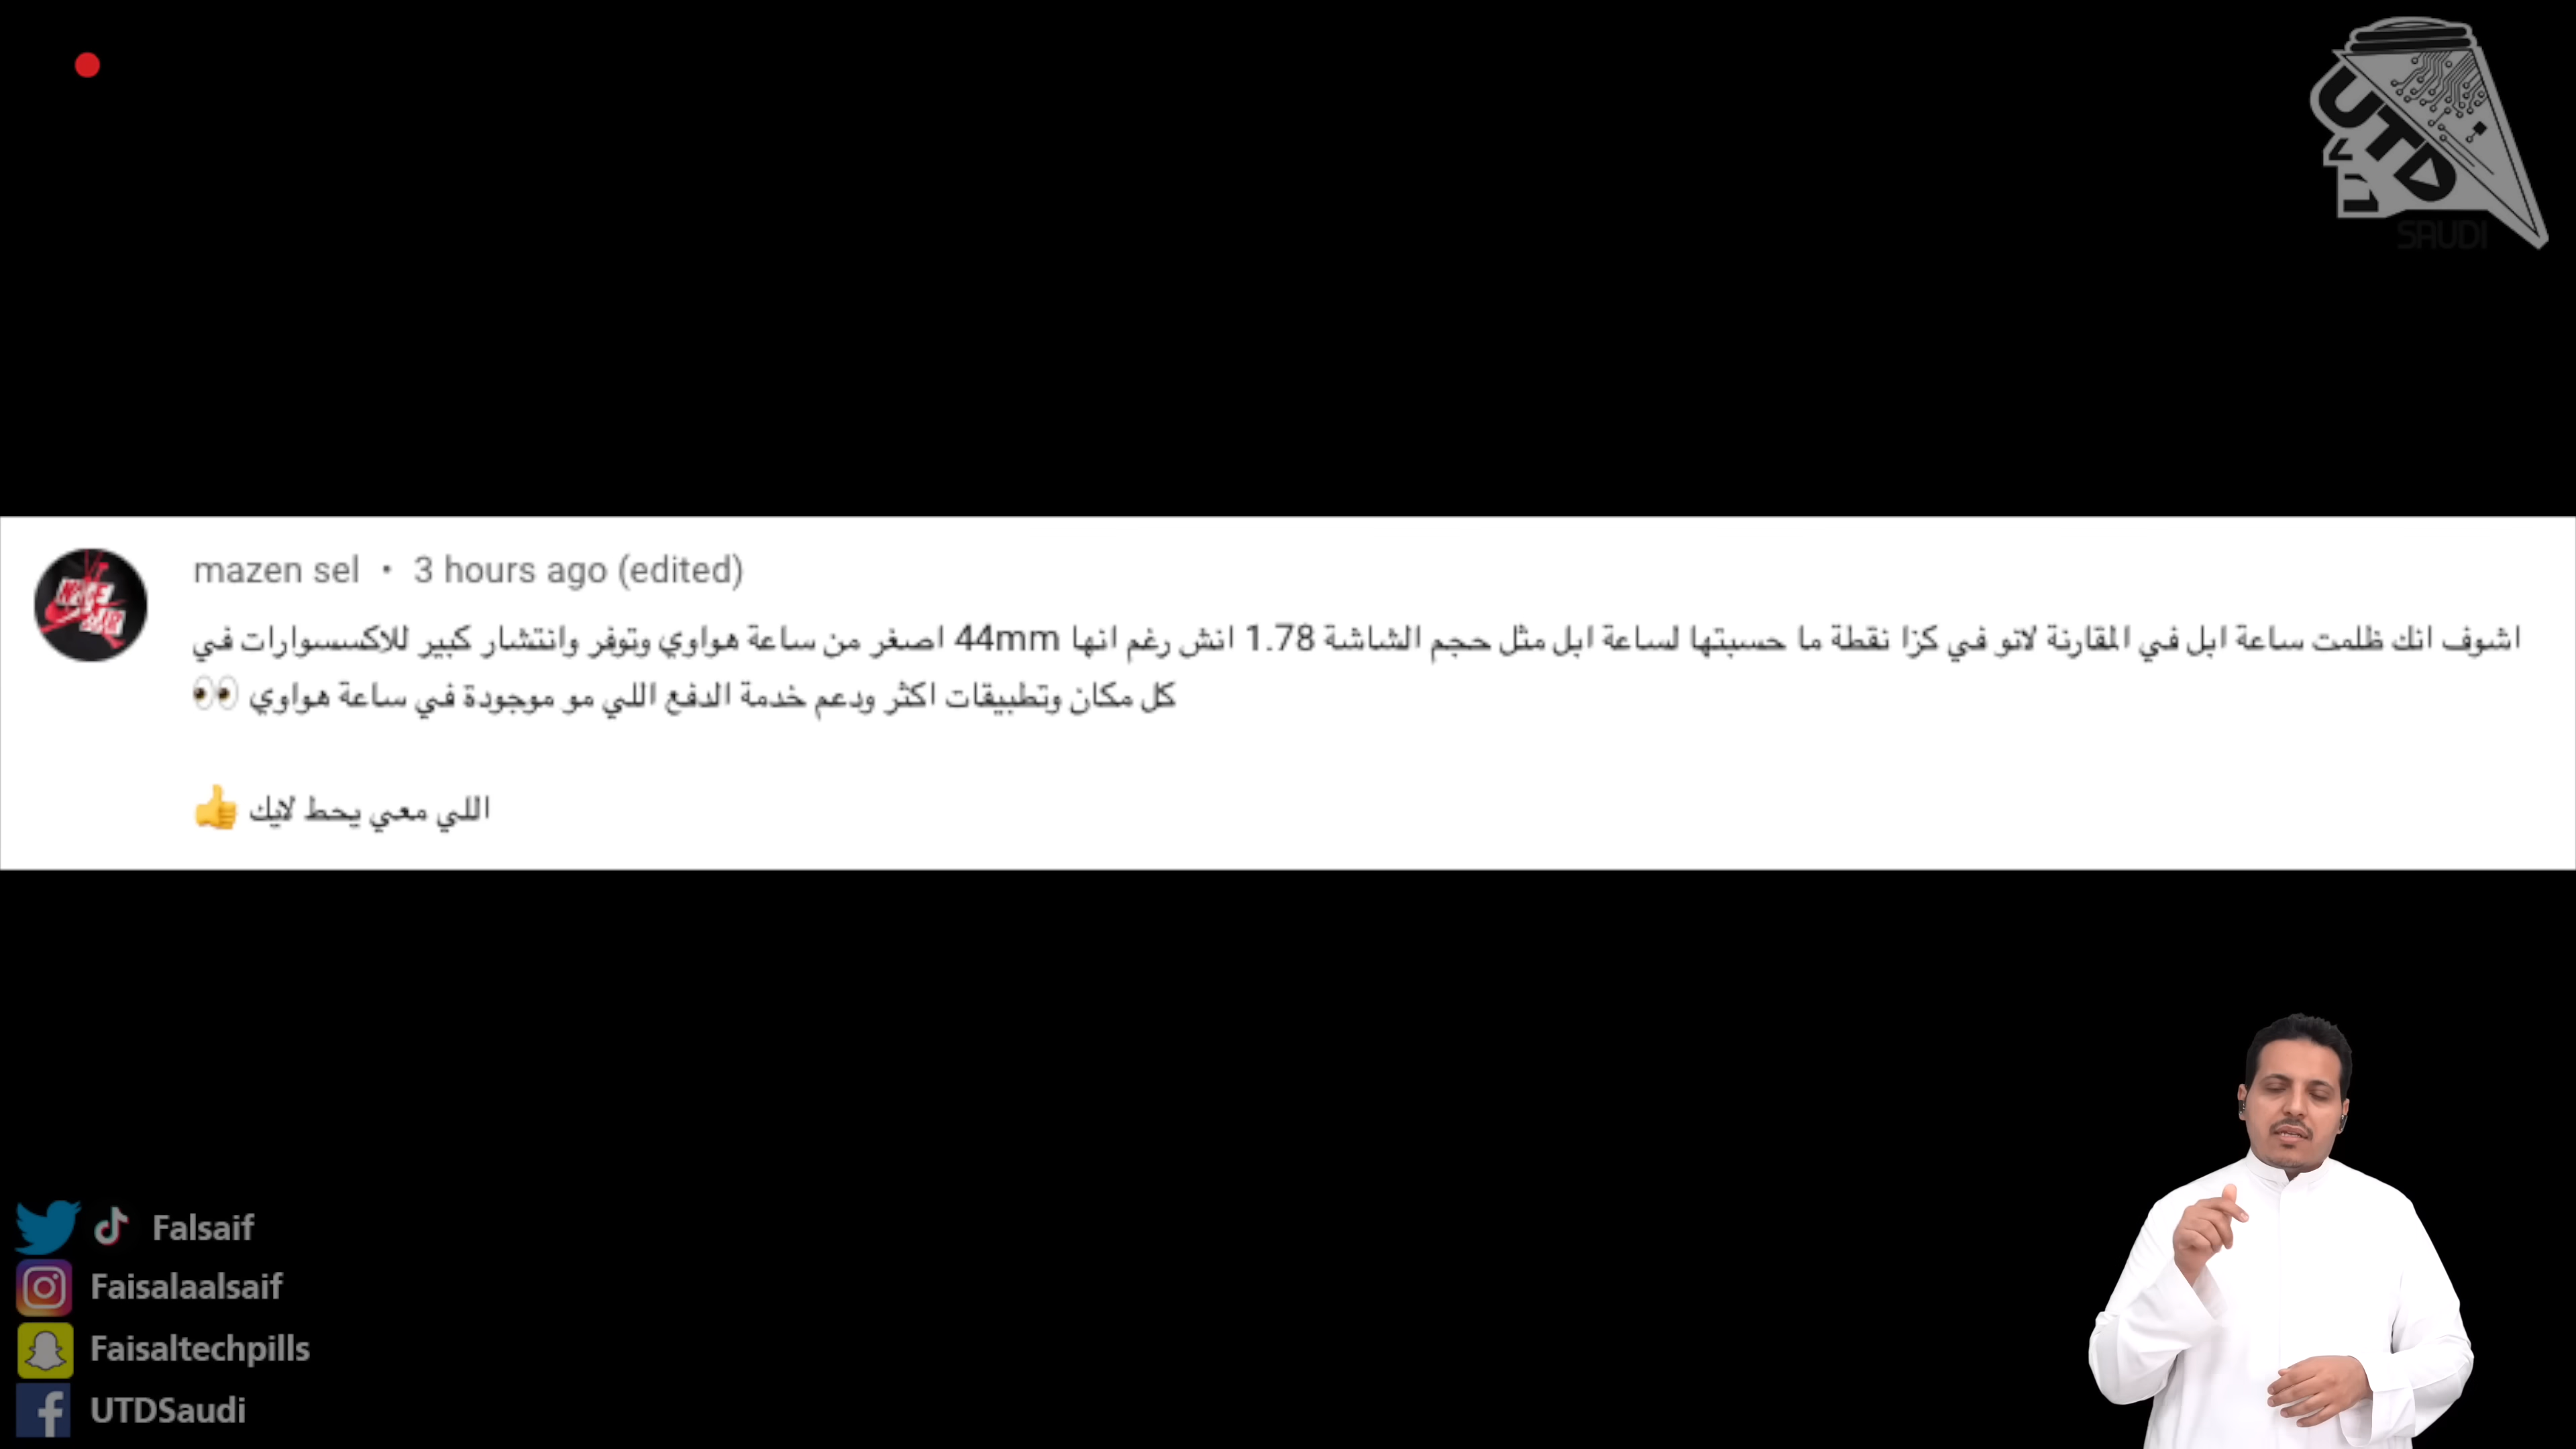 UTD
SAUDI
mazen sel • 3 hours ago (edited)
اشوف انك ظلمت ساعة ابل في المقارنة لانو في كزا نقطة ما حسبتها لساعة ابل مثل حجم الشاشة 1.78 انش رغم انها 44mm اصغر من ساعة هواوي وتوفر وانتشار كبير للاكسسوارات في
كل مكان وتطبيقات اكثر ودعم خدمة الدفع اللي مو موجودة في ساعة هواوي 👀
اللي معي يحط لايك 👍
Falsaif
Faisalaalsaif
Faisaltechpills
UTDSaudi